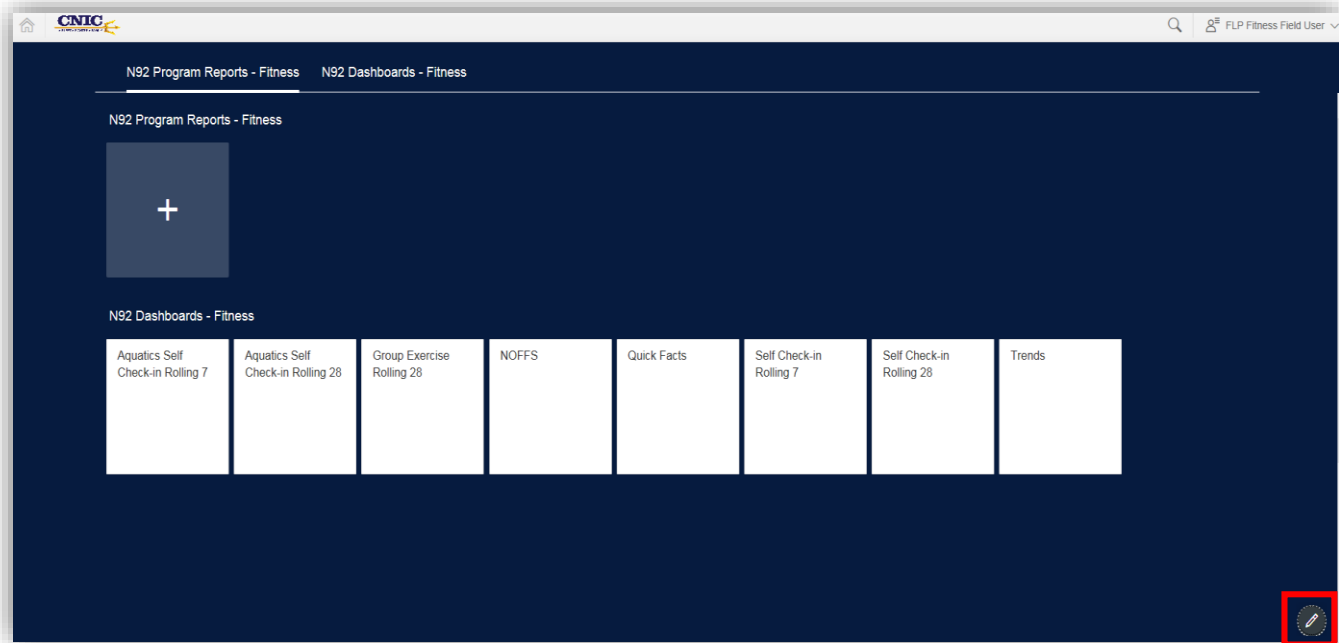 CNIC
FLP Fitness Field User
N92 Program Reports - Fitness N92 Dashboards - Fitness
N92 Program Reports - Fitness
+
N92 Dashboards - Fitness
Aquatics Self
Check-in Rolling 7
Aquatics Self
Check-in Rolling 28
Group Exercise
Rolling 28
NOFFS
Quick Facts
Self Check-in
Rolling 7
Self Check-in
Rolling 28
Trends